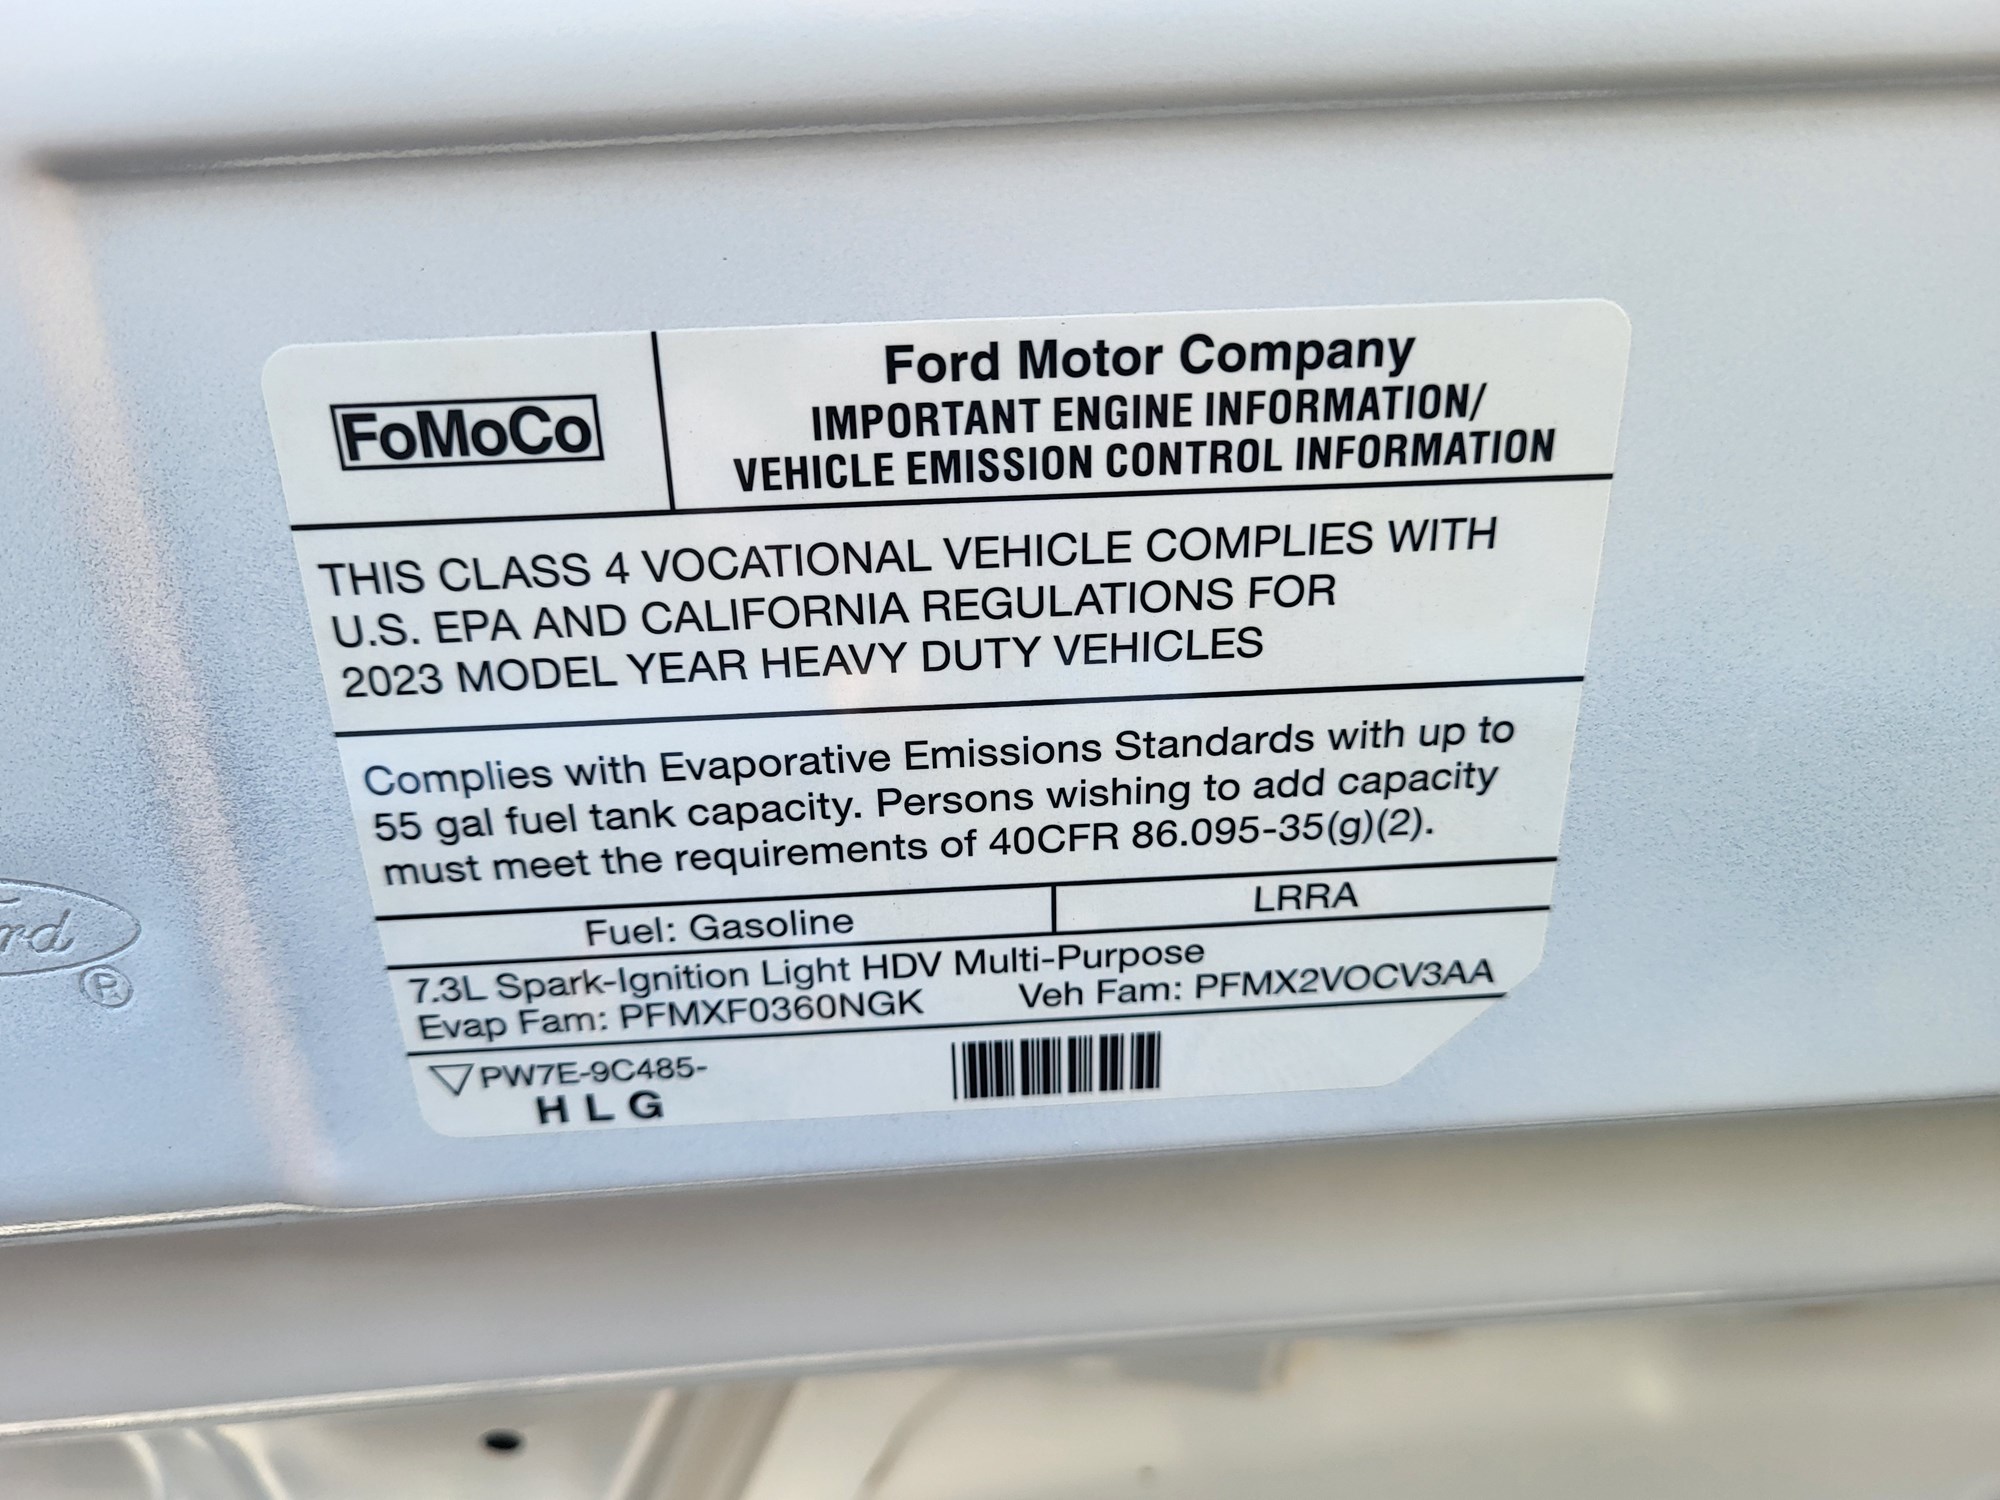 FoMoCo
Ford Motor Company
IMPORTANT ENGINE INFORMATION/
VEHICLE EMISSION CONTROL INFORMATION
THIS CLASS 4 VOCATIONAL VEHICLE COMPLIES WITH
U.S. EPA AND CALIFORNIA REGULATIONS FOR
2023 MODEL YEAR HEAVY DUTY VEHICLES
Complies with Evaporative Emissions Standards with up to
55 gal fuel tank capacity. Persons wishing to add capacity
must meet the requirements of 40CFR 86.095-35(g)(2).
Fuel: Gasoline
LRRA
7.3L Spark-Ignition Light HDV Multi-Purpose
Evap Fam: PFMXF0360NGK Veh Fam: PFMX2VOCV3AA
PW7E-9C485-
H L G
rd
®